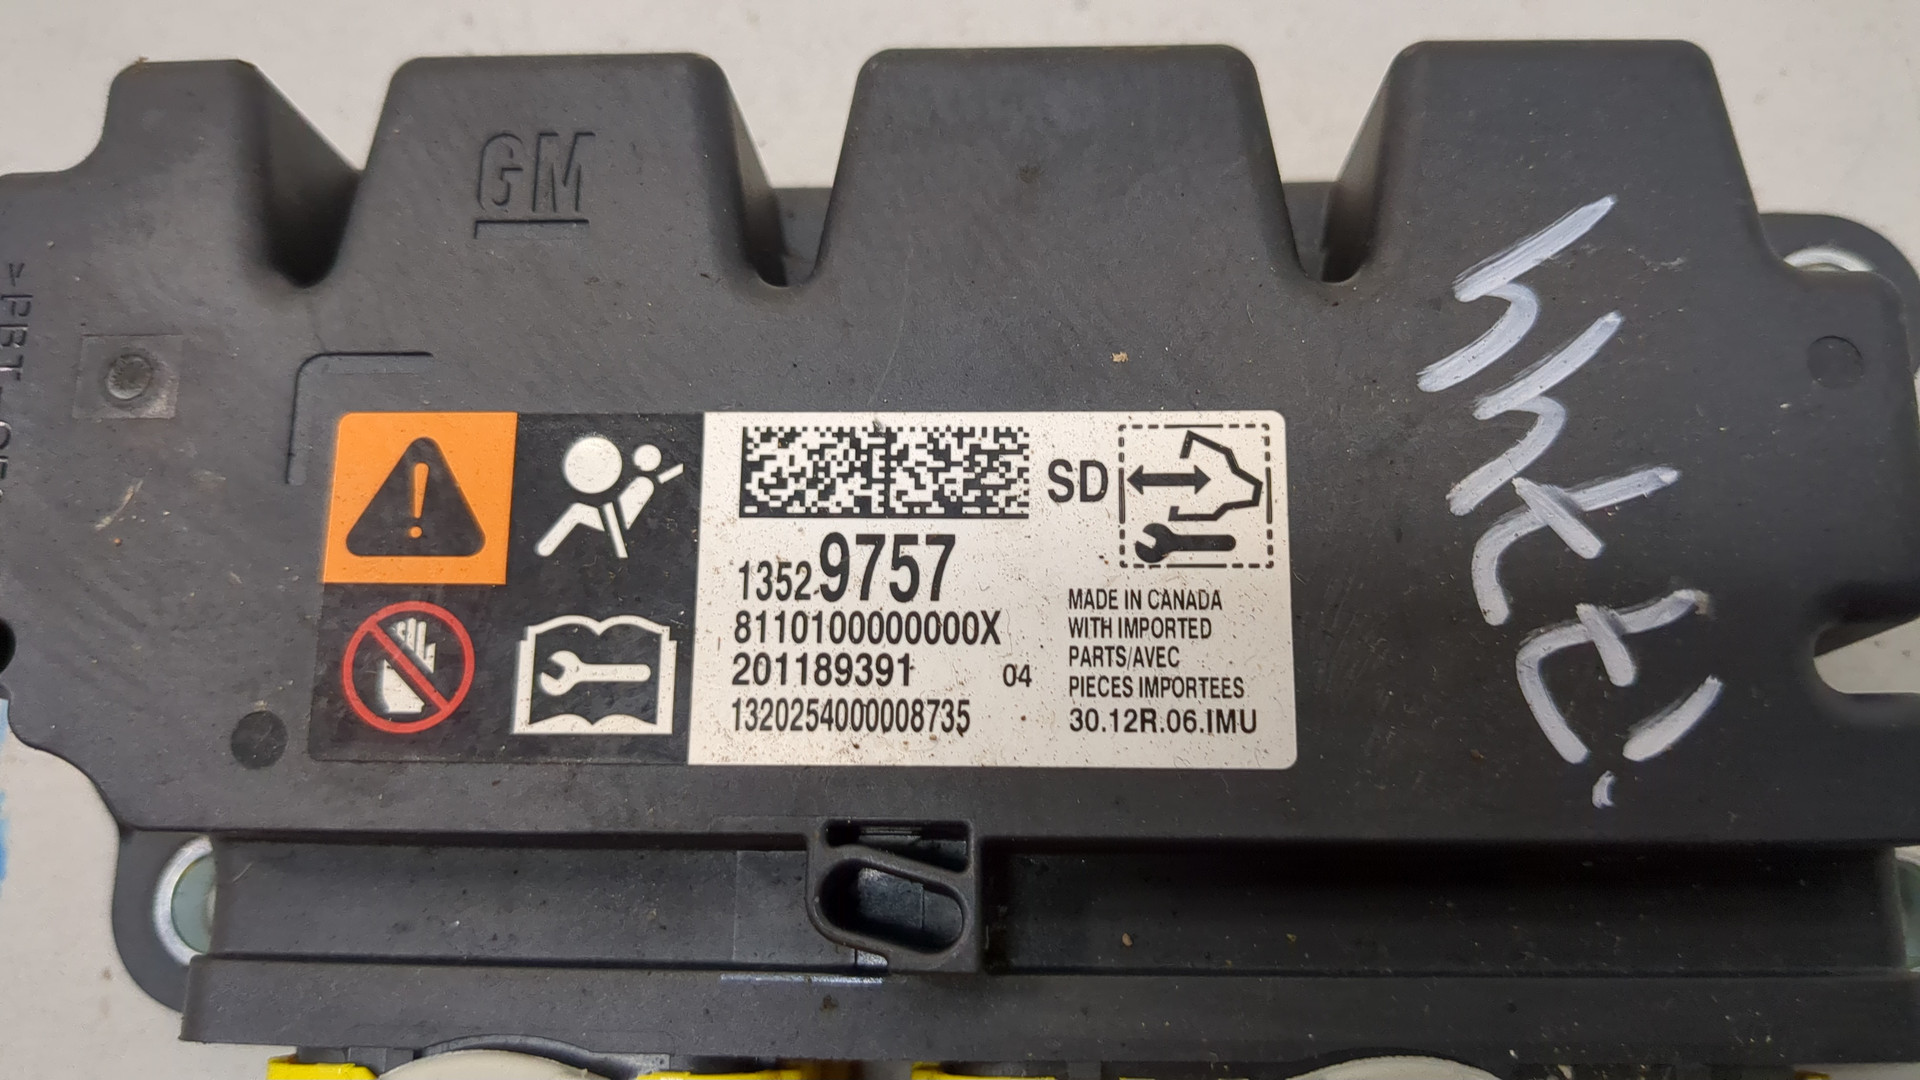 GM
SD
13529757
8110100000000X
201189391 04
1320254000008735
MADE IN CANADA
WITH IMPORTED
PARTS/AVEC
PIECES IMPORTEES
30.12R.06.IMU